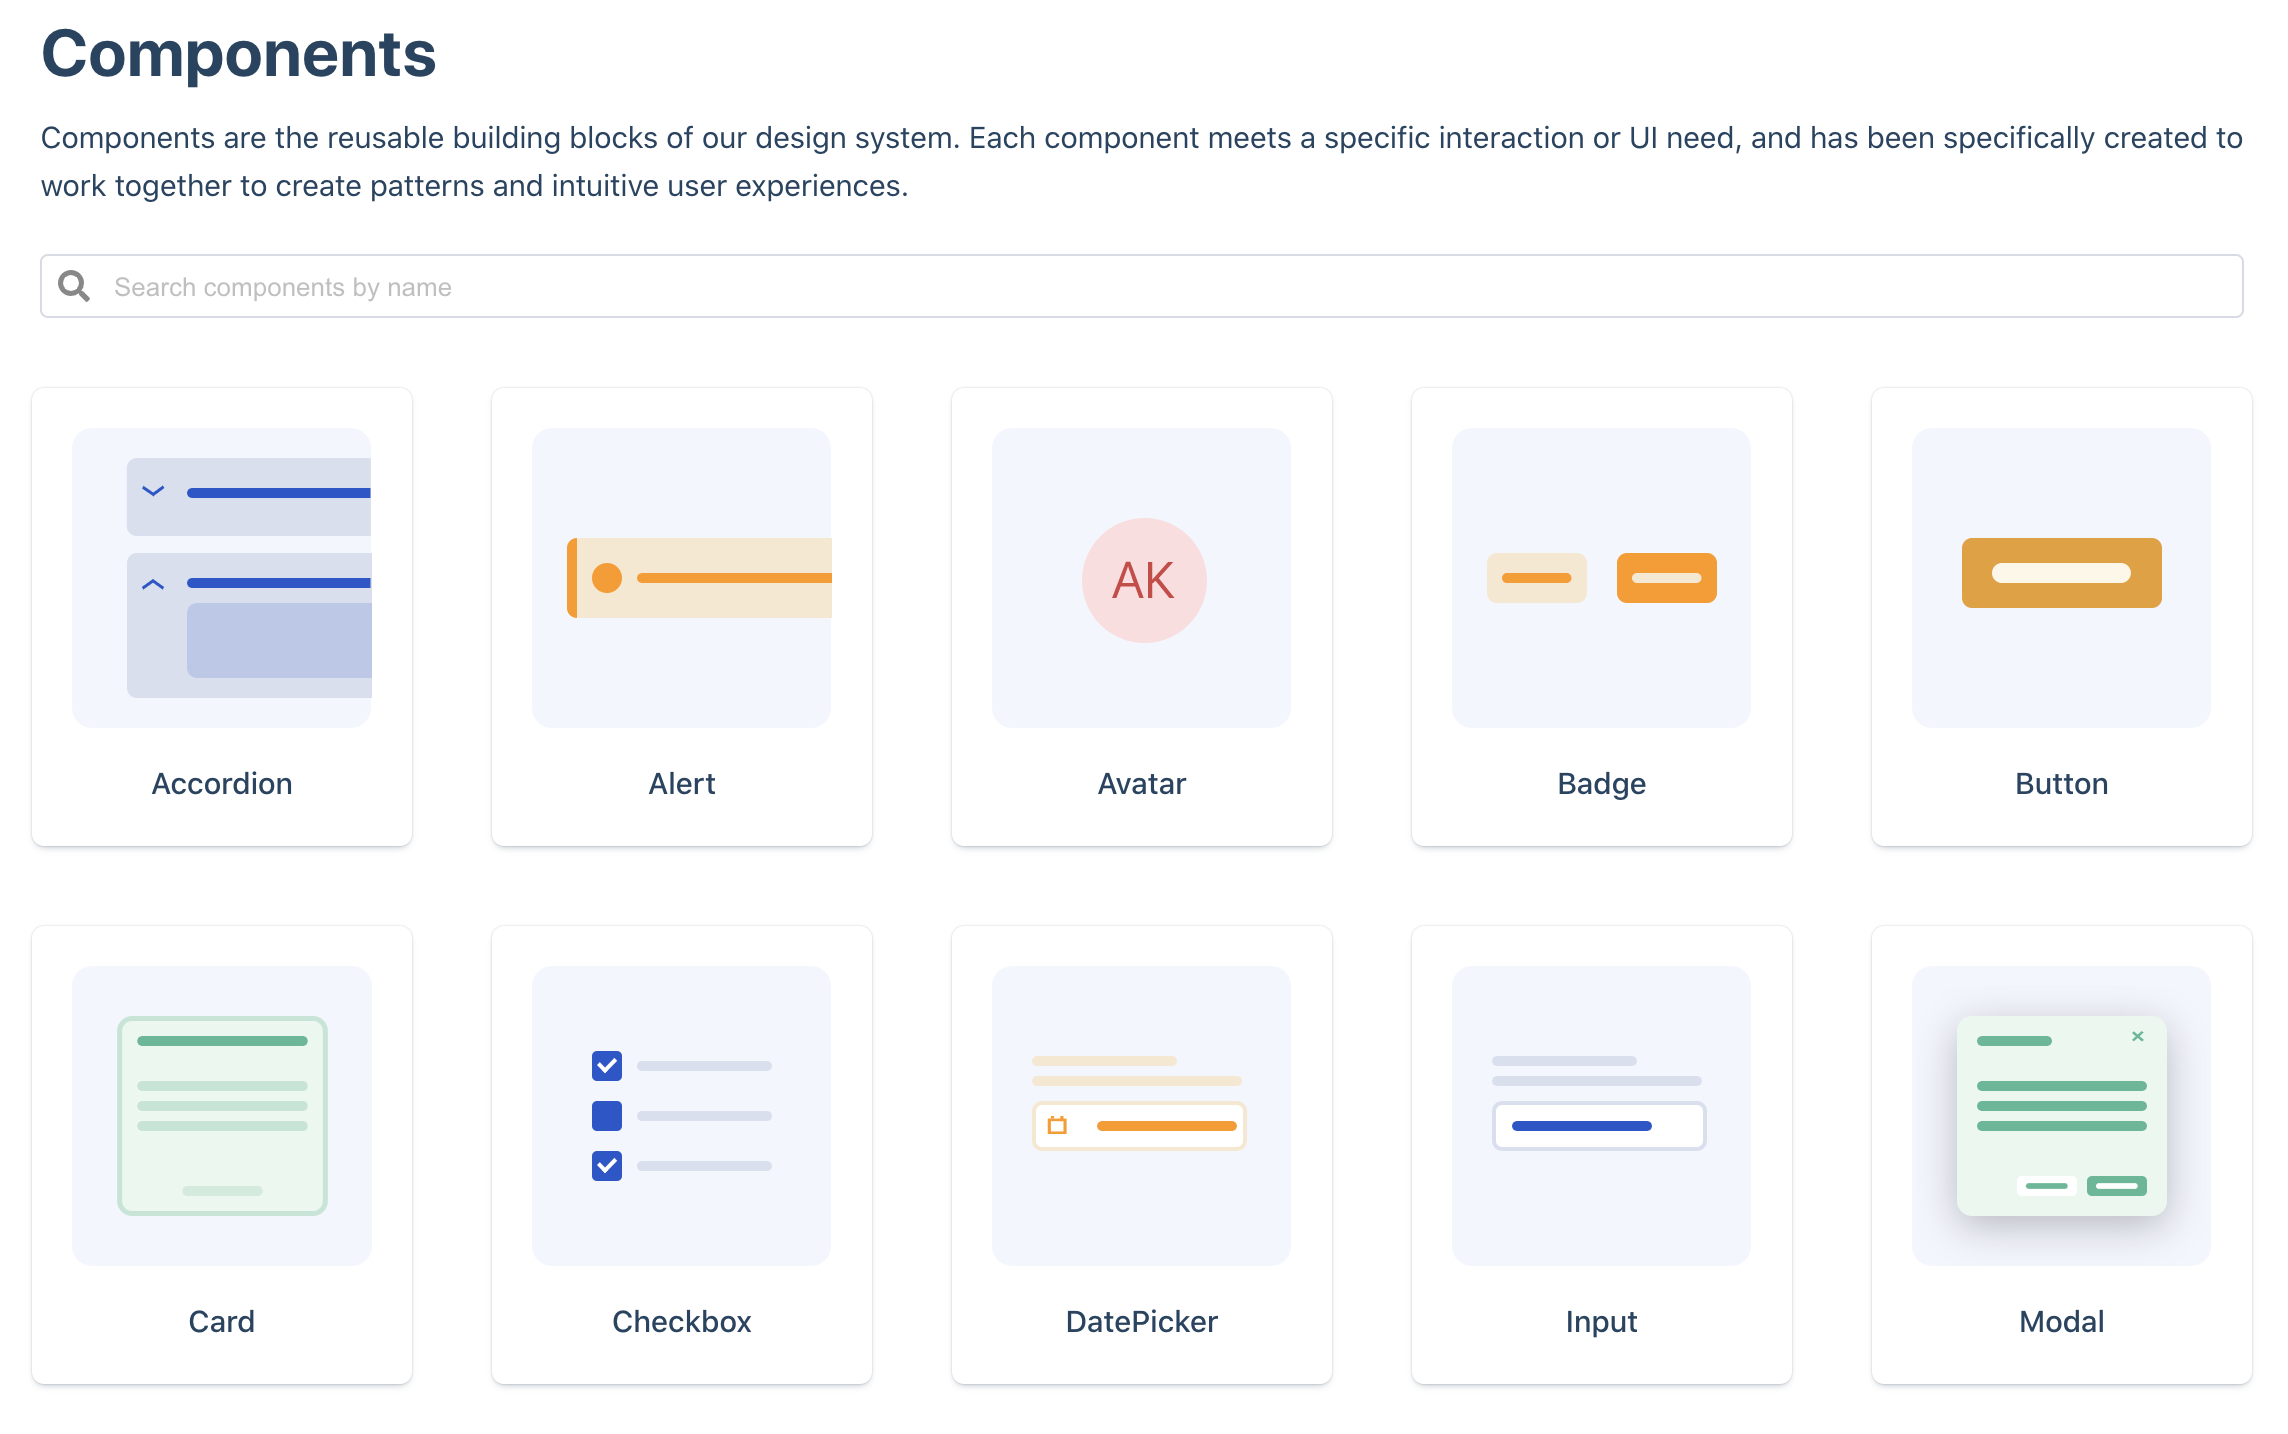 Components
Components are the reusable building blocks of our design system. Each component meets a specific interaction or UI need, and has been specifically created to
work together to create patterns and intuitive user experiences.
Search components by name
AK
Accordion
Alert
Avatar
Badge
Button
Card
Checkbox
DatePicker
Input
Modal